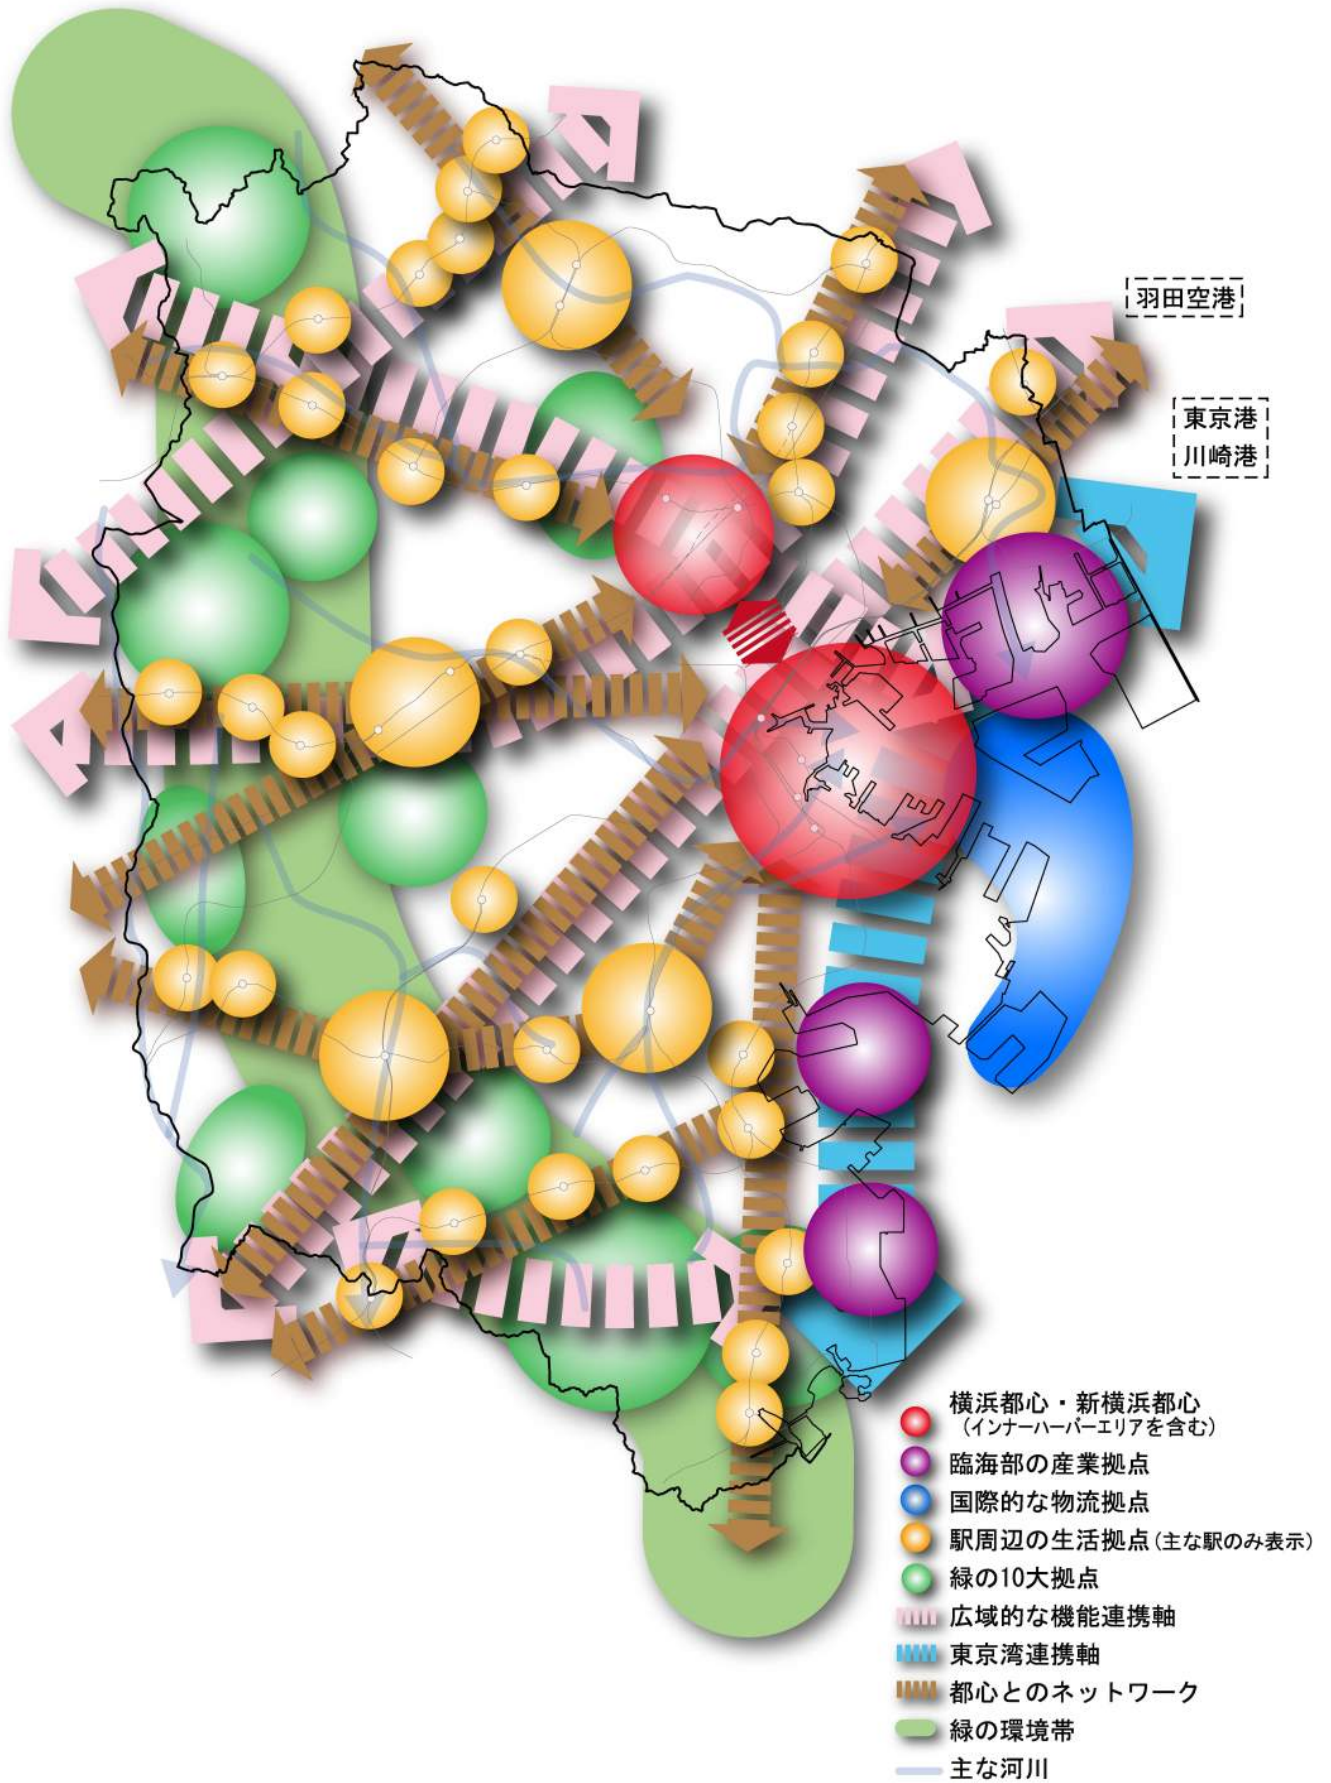 羽田空港
東京港
川崎港
横浜都心・新横浜都心
（インナーハーバーエリアを含む）
臨海部の産業拠点
国際的な物流拠点
駅周辺の生活拠点（主な駅のみ表示）
緑の10大拠点
広域的な機能連携軸
東京湾連携軸
都心とのネットワーク
緑の環境帯
主な河川